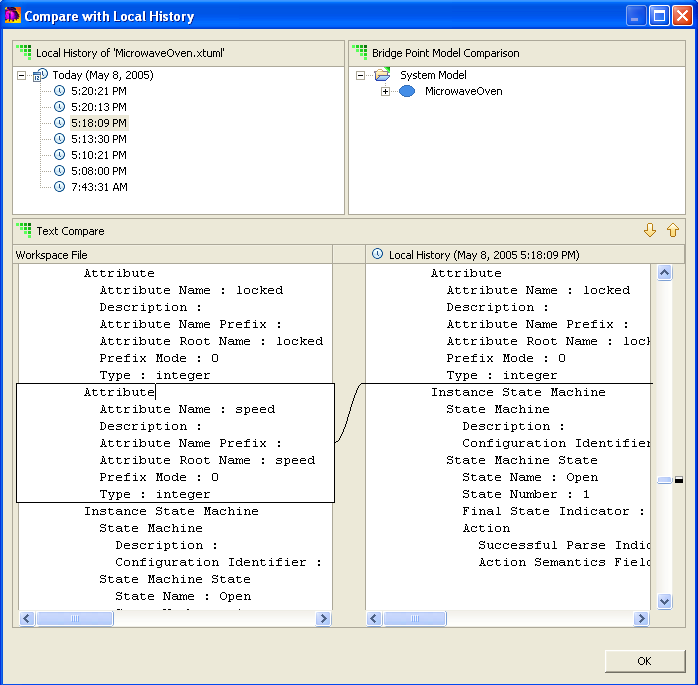 Compare with Local History
Local History of 'MicrowaveOven.xtuml'
Today (May 8, 2005)
5:20:21 PM
5:20:13 PM
5:18:09 PM
5:13:30 PM
5:10:21 PM
5:08:00 PM
7:43:31 AM
Bridge Point Model Comparison
System Model
MicrowaveOven
Text Compare
Workspace File
Attribute
Attribute Name : locked
Description :
Attribute Name Prefix :
Attribute Root Name : locked
Prefix Mode : 0
Type : integer
Attribute
Attribute Name : speed
Description :
Attribute Name Prefix :
Attribute Root Name : speed
Prefix Mode : 0
Type : integer
Instance State Machine
State Machine
Description :
Configuration Identifier :
State Machine State
State Name : Open
Local History (May 8, 2005 5:18:09 PM)
Attribute
Attribute Name : locked
Description :
Attribute Name Prefix :
Attribute Root Name : lock
Prefix Mode : 0
Type : integer
Instance State Machine
State Machine
Description :
Configuration Identifier
State Machine State
State Name : Open
State Number : 1
Final State Indicator :
Action
Successful Parse Indic
Action Semantics Field
OK